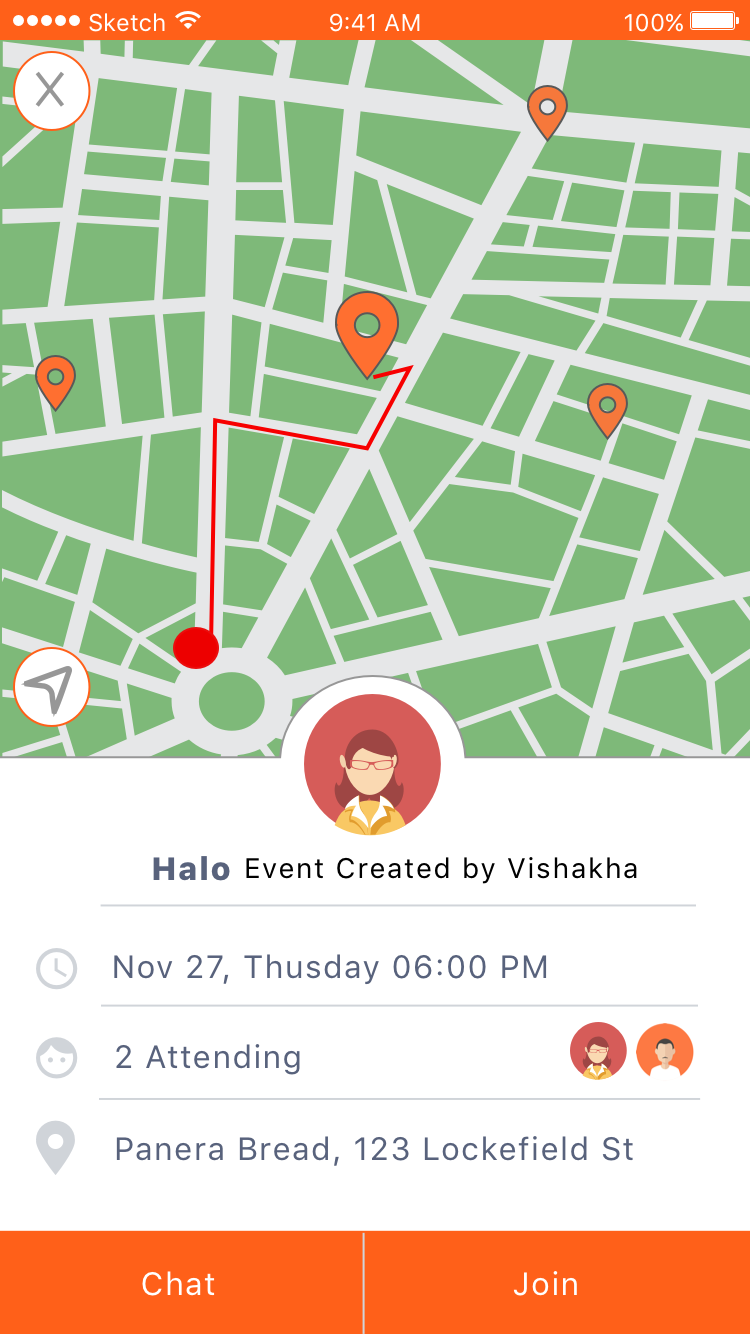 Sketch 9:41 AM 100%
X
Halo Event Created by Vishakha
Nov 27, Thusday 06:00 PM
2 Attending
Panera Bread, 123 Lockefield St
Chat Join